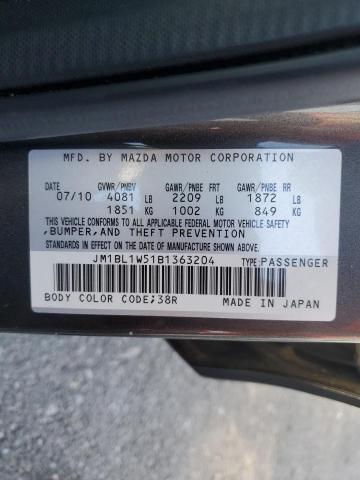 MFD. BY MAZDA MOTOR CORPORATION
GVWR/PNBV GAWR/PNBE FRT GAWR/PNBE RR
07/10 4081 LB 2209 LB 1872 LB
1851 KG 1002 KG 849 KG
THIS VEHICLE CONFORMS TO ALL APPLICABLE FEDERAL MOTOR VEHICLE SAFETY
,BUMPER,AND THEFT PREVENTION
STANDARDS IN EFFECT ON THE DATE OF MANUFACTURE SHOWN ABOVE.
JM1BL1W51B1363204 TYPE:PASSENGER
BODY COLOR CODE;38R MADE IN JAPAN